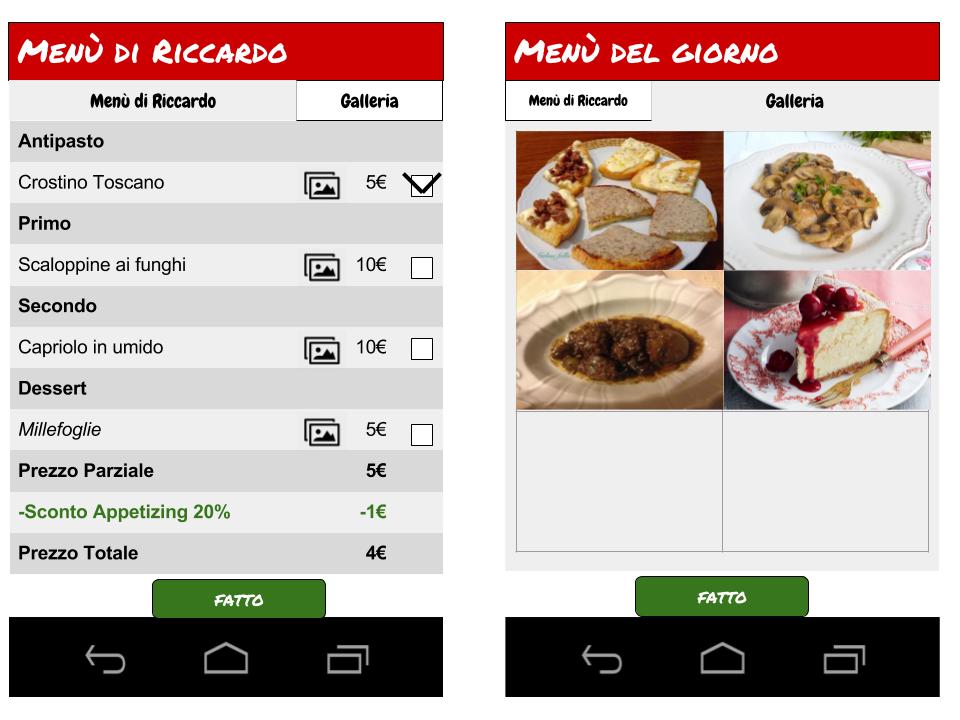 Menù di Riccardo
Menù di Riccardo Galleria
Antipasto
Crostino Toscano 5€
Primo
Scaloppine ai funghi 10€
Secondo
Capriolo in umido 10€
Dessert
Millefoglie 5€
Prezzo Parziale 5€
-Sconto Appetizing 20% -1€
Prezzo Totale 4€
FATTO
Menù del giorno
Menù di Riccardo Galleria
FATTO